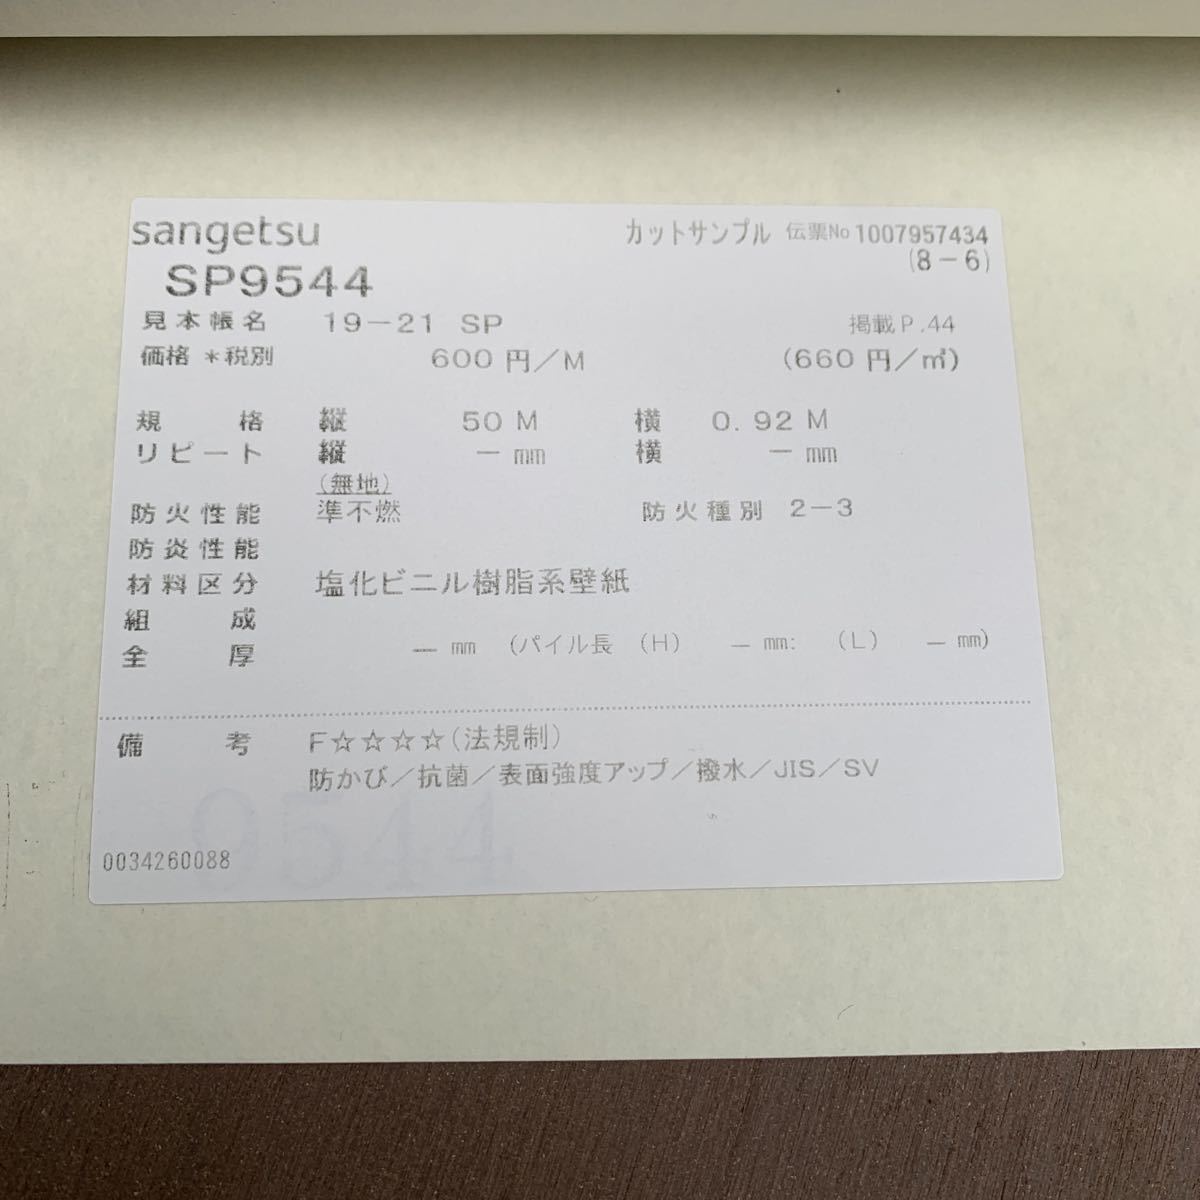 sangetsu カットサンプル 伝票No 1007957434
SP9544 (8-6)
見本帳名 19-21 SP 掲載P.44
価格 *税別 600 円/M (660 円/㎡)
規格 縦 50 M 横 0.92 M
リピート 縦 - mm 横 - mm
(無地)
防火性能 準不燃 防火種別 2-3
防炎性能
材料区分 塩化ビニル樹脂系壁紙
組成
全厚 - mm (パイル長 (H) - mm: (L) - mm)
備考 F☆☆☆☆(法規制)
防かび/抗菌/表面強度アップ/撥水/JIS/SV
9544
0034260088